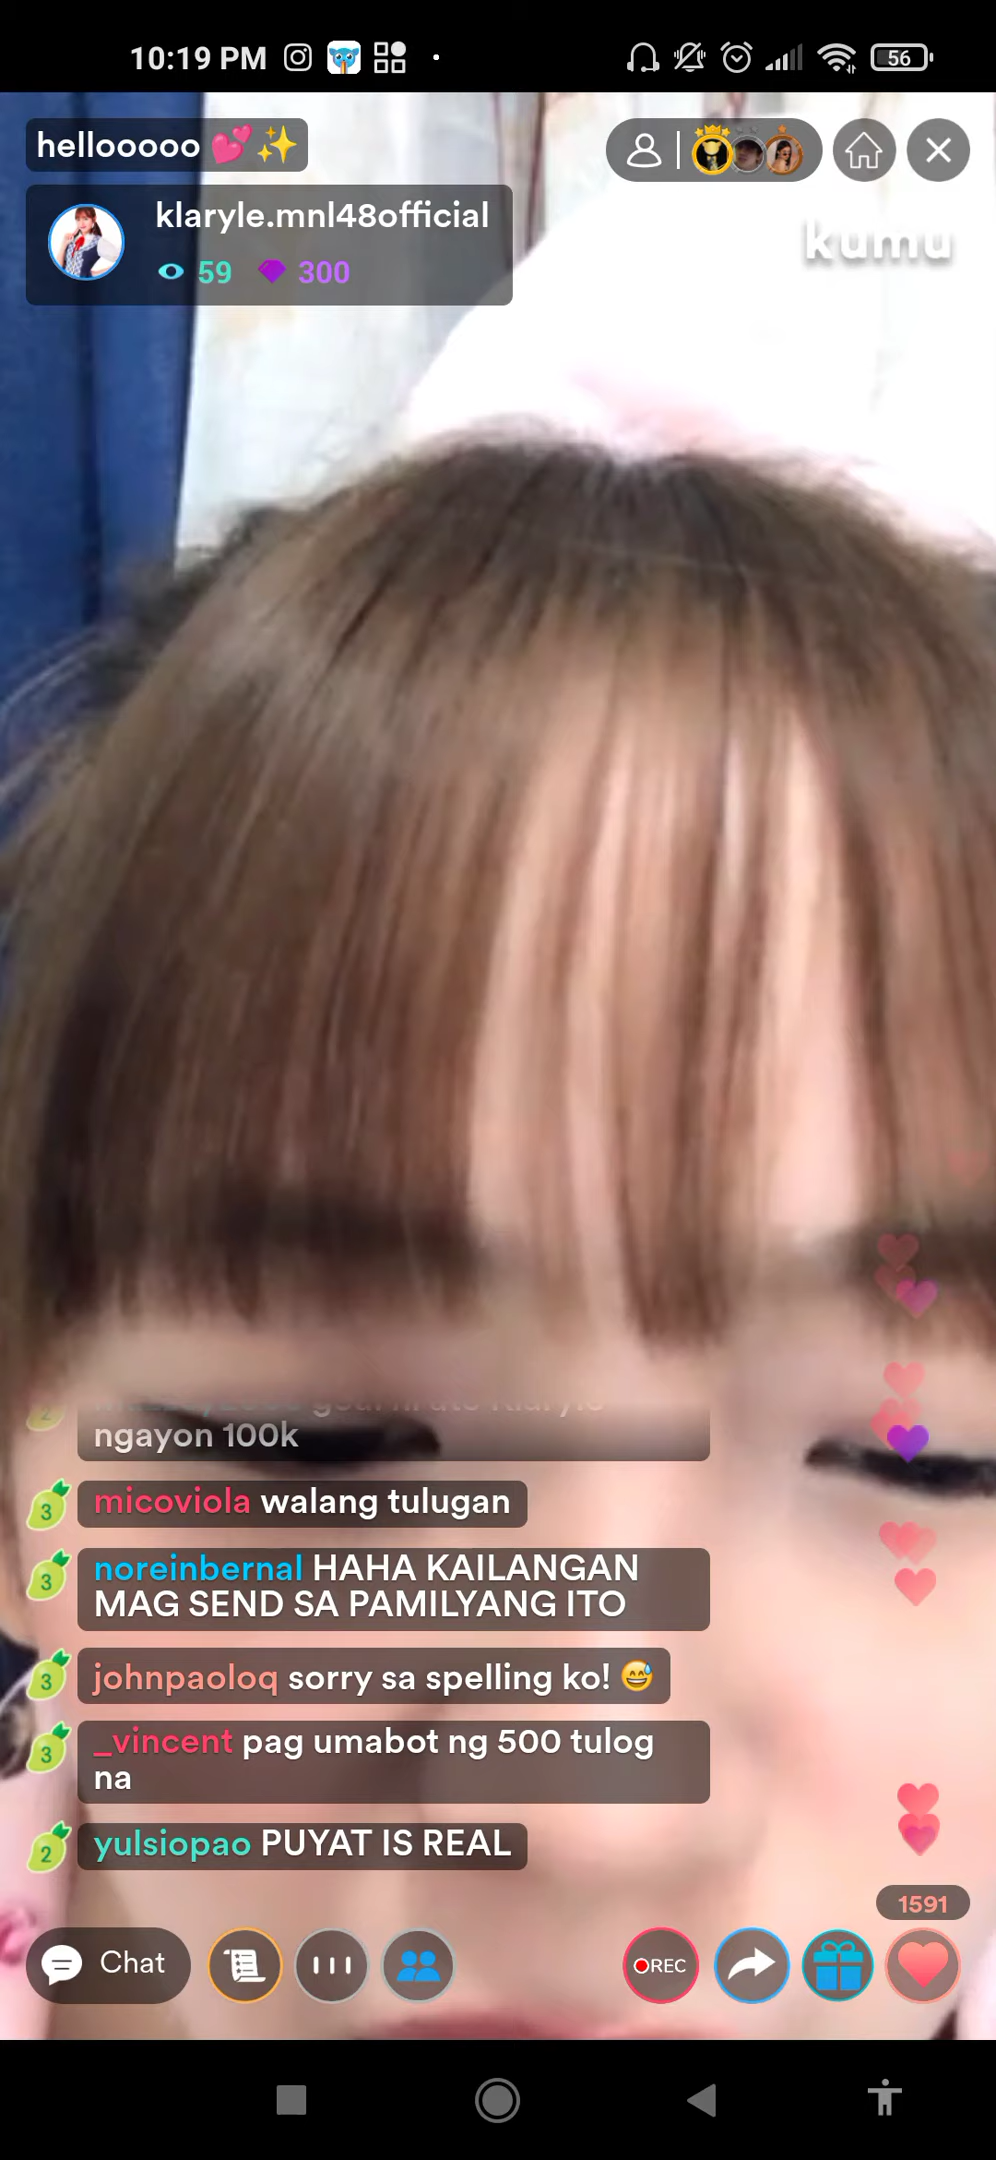 10:19 PM
56
hellooooo 💕✨
klaryle.mnl48official
59 300
kumu
ngayon 100k
3 micoviola walang tulugan
3 noreinbernal HAHA KAILANGAN
MAG SEND SA PAMILYANG ITO
3 johnpaoloq sorry sa spelling ko! 😅
3 _vincent pag umabot ng 500 tulog
na
2 yulsiopao PUYAT IS REAL
1591
Chat
REC